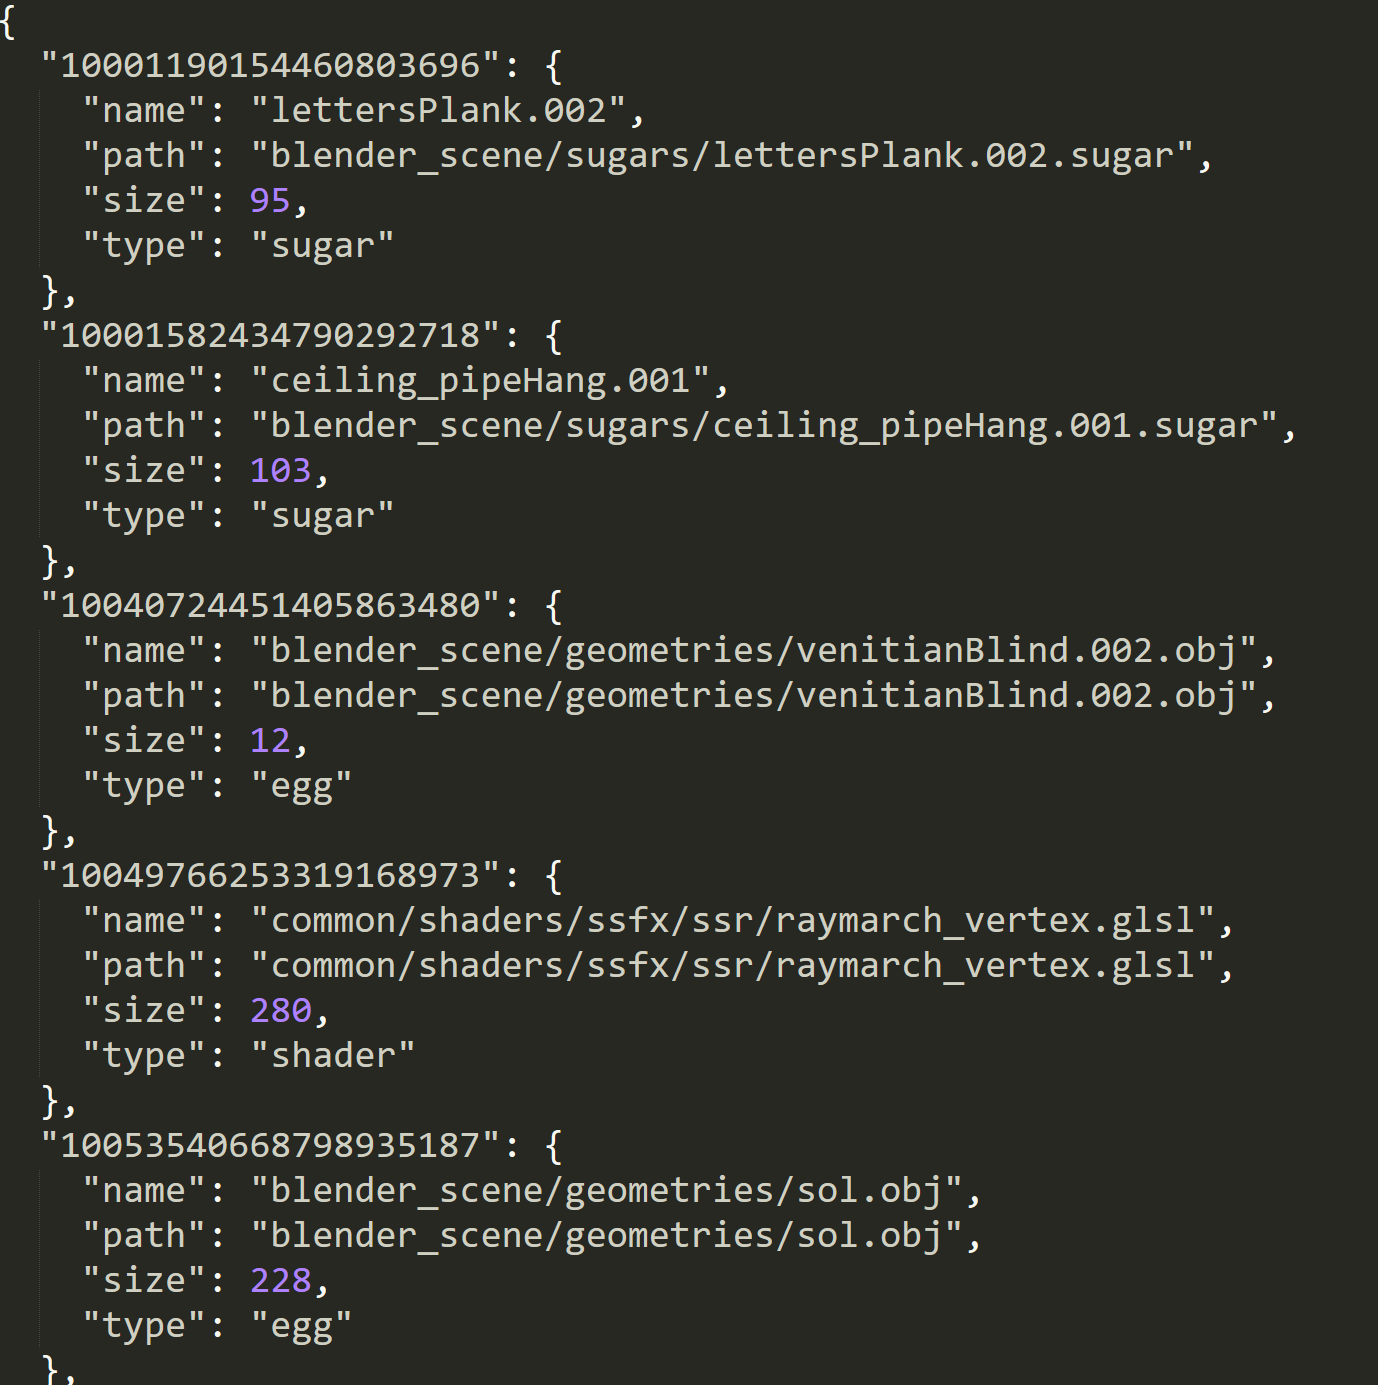 {
  "10001190154460803696": {
    "name": "lettersPlank.002",
    "path": "blender_scene/sugars/lettersPlank.002.sugar",
    "size": 95,
    "type": "sugar"
  },
  "10001582434790292718": {
    "name": "ceiling_pipeHang.001",
    "path": "blender_scene/sugars/ceiling_pipeHang.001.sugar",
    "size": 103,
    "type": "sugar"
  },
  "10040724451405863480": {
    "name": "blender_scene/geometries/venitianBlind.002.obj",
    "path": "blender_scene/geometries/venitianBlind.002.obj",
    "size": 12,
    "type": "egg"
  },
  "10049766253319168973": {
    "name": "common/shaders/ssfx/ssr/raymarch_vertex.glsl",
    "path": "common/shaders/ssfx/ssr/raymarch_vertex.glsl",
    "size": 280,
    "type": "shader"
  },
  "10053540668798935187": {
    "name": "blender_scene/geometries/sol.obj",
    "path": "blender_scene/geometries/sol.obj",
    "size": 228,
    "type": "egg"
  },